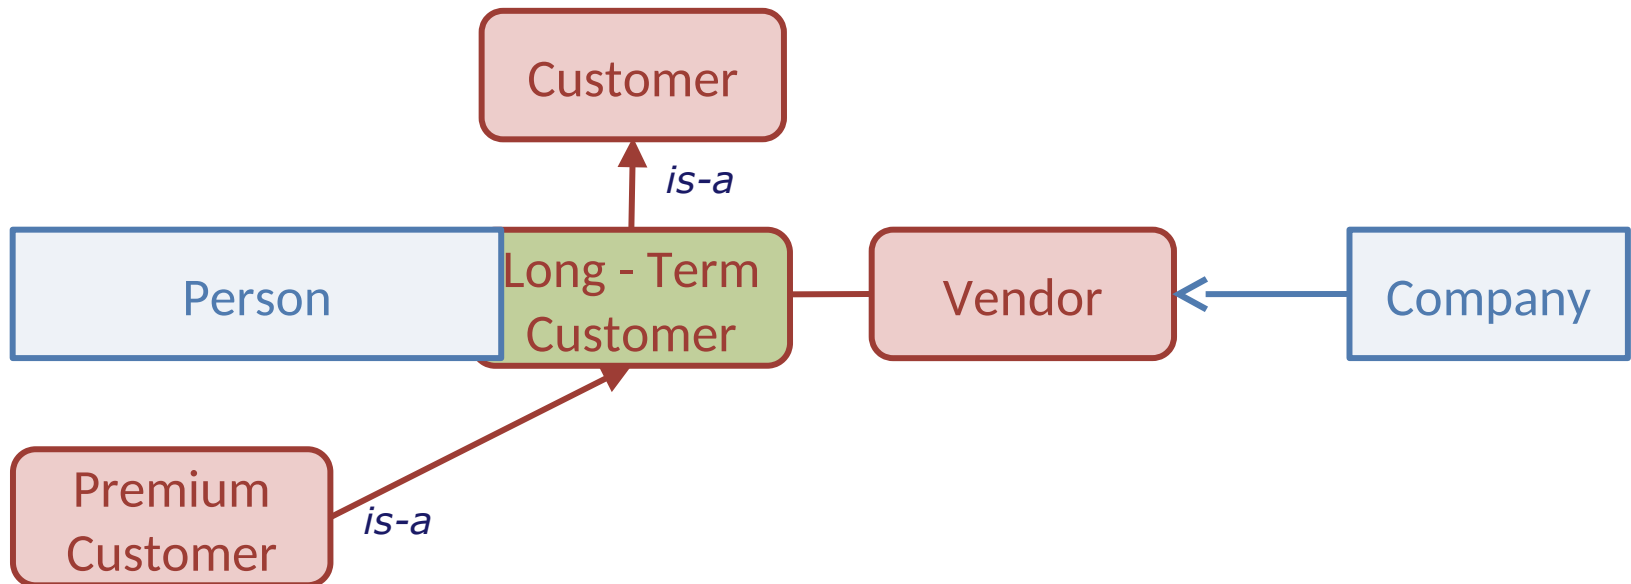 Customer
is-a
Person
Long - Term
Customer
Vendor
Company
Premium
Customer
is-a